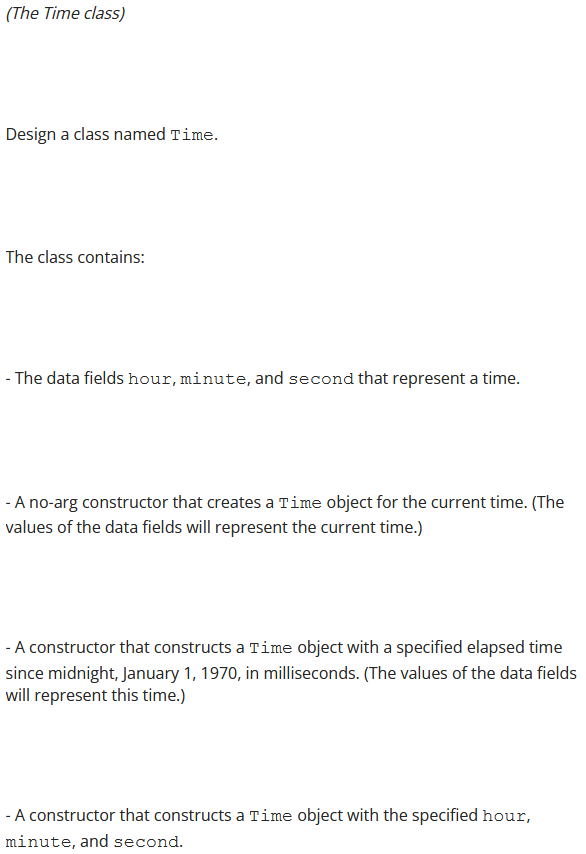 (The Time class)
Design a class named Time.
The class contains:
- The data fields hour, minute, and second that represent a time.
- A no-arg constructor that creates a Time object for the current time. (The
values of the data fields will represent the current time.)
- A constructor that constructs a Time object with a specified elapsed time
since midnight, January 1, 1970, in milliseconds. (The values of the data fields
will represent this time.)
- A constructor that constructs a Time object with the specified hour,
minute, and second.